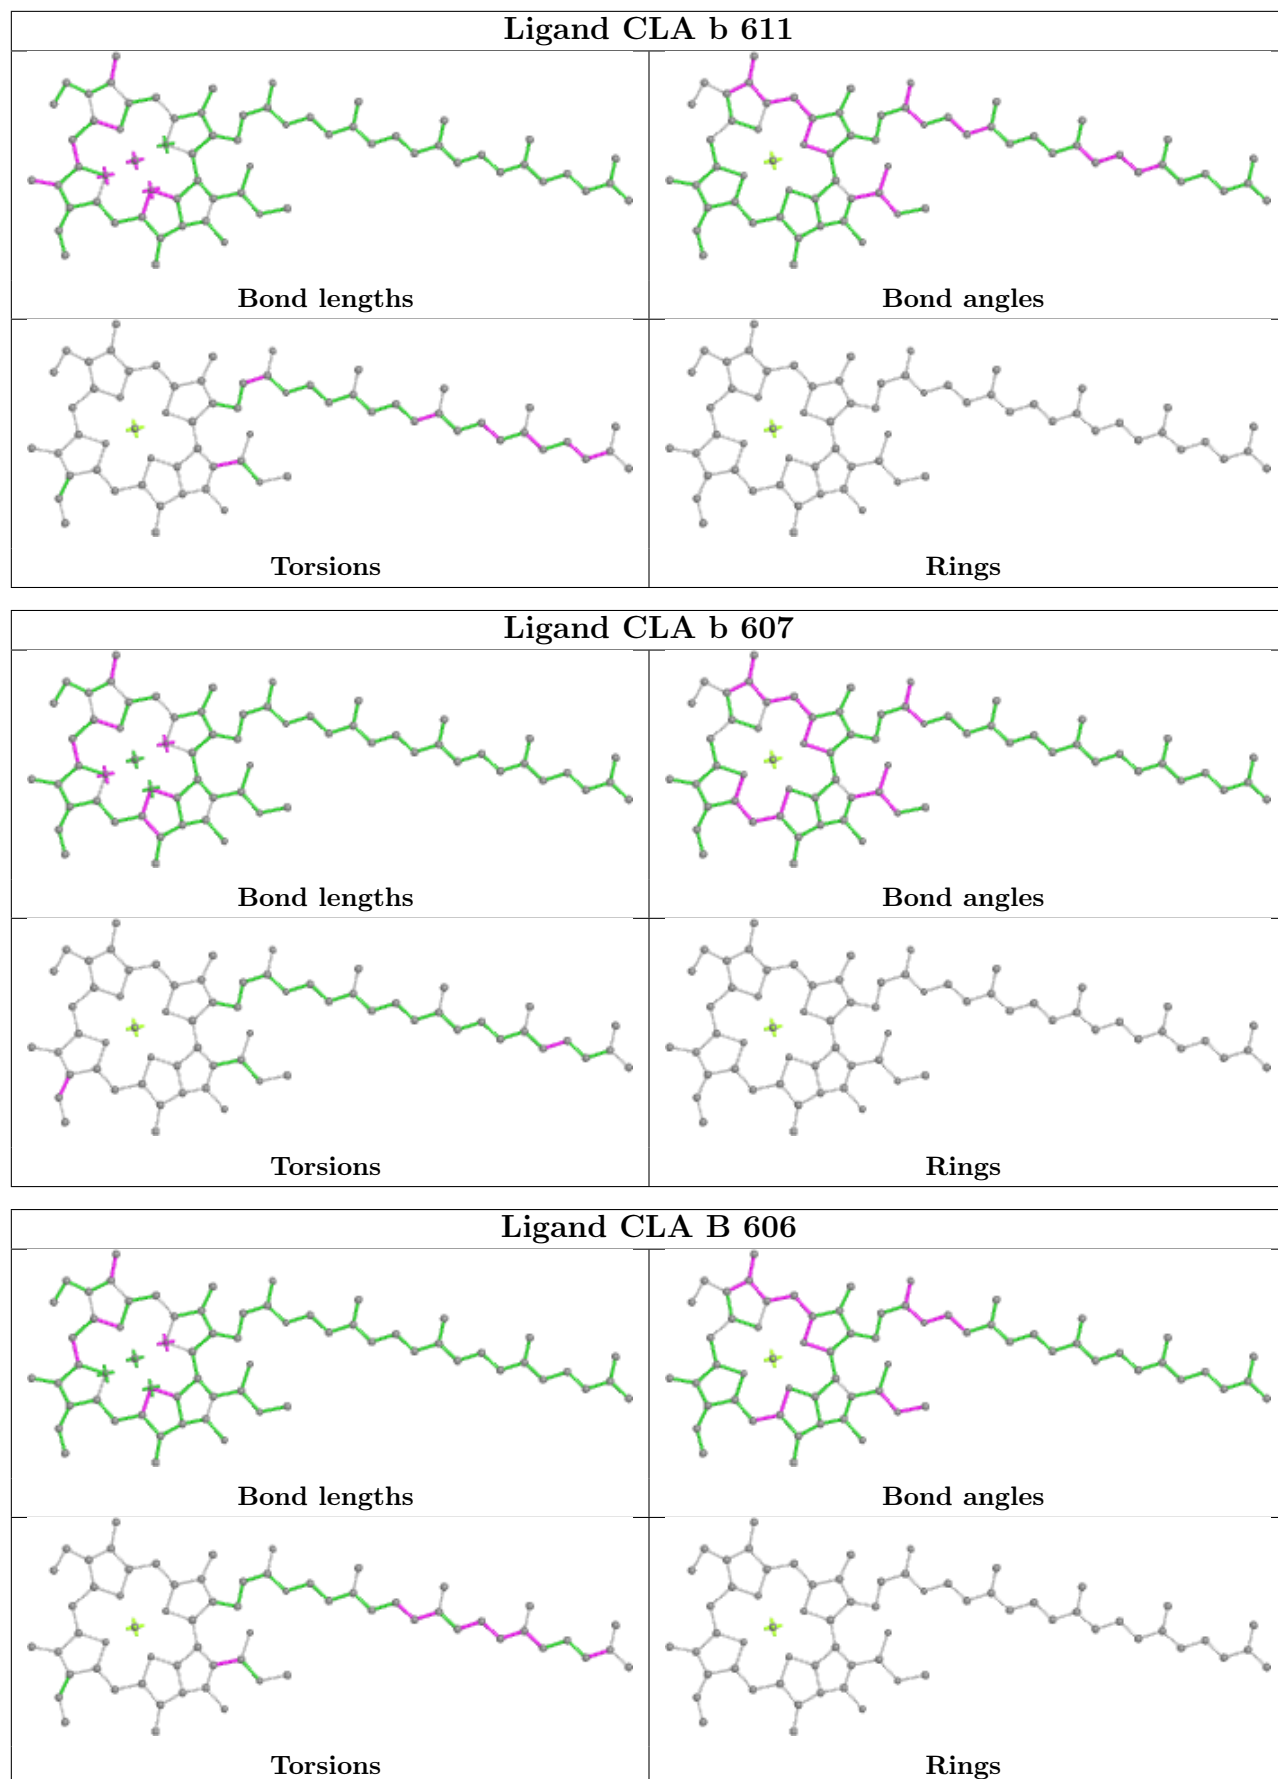 Ligand CLA b 611
Bond lengths
Bond angles
Torsions
Rings
Ligand CLA b 607
Bond lengths
Bond angles
Torsions
Rings
Ligand CLA B 606
Bond lengths
Bond angles
Torsions
Rings